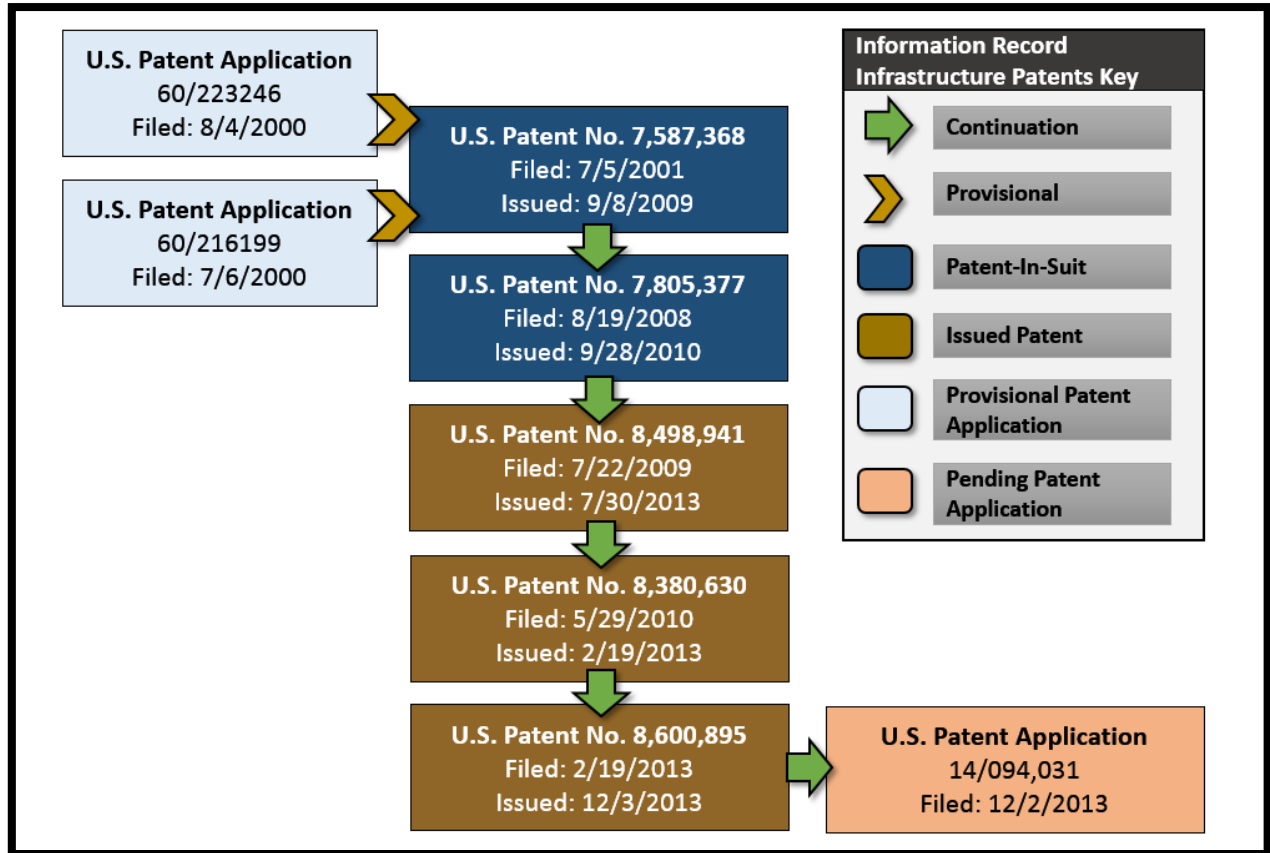 U.S. Patent Application
60/223246
Filed: 8/4/2000
U.S. Patent Application
60/216199
Filed: 7/6/2000
U.S. Patent No. 7,587,368
Filed: 7/5/2001
Issued: 9/8/2009
U.S. Patent No. 7,805,377
Filed: 8/19/2008
Issued: 9/28/2010
U.S. Patent No. 8,498,941
Filed: 7/22/2009
Issued: 7/30/2013
U.S. Patent No. 8,380,630
Filed: 5/29/2010
Issued: 2/19/2013
U.S. Patent No. 8,600,895
Filed: 2/19/2013
Issued: 12/3/2013
U.S. Patent Application
14/094,031
Filed: 12/2/2013
Information Record
Infrastructure Patents Key
Continuation
Provisional
Patent-In-Suit
Issued Patent
Provisional Patent
Application
Pending Patent
Application